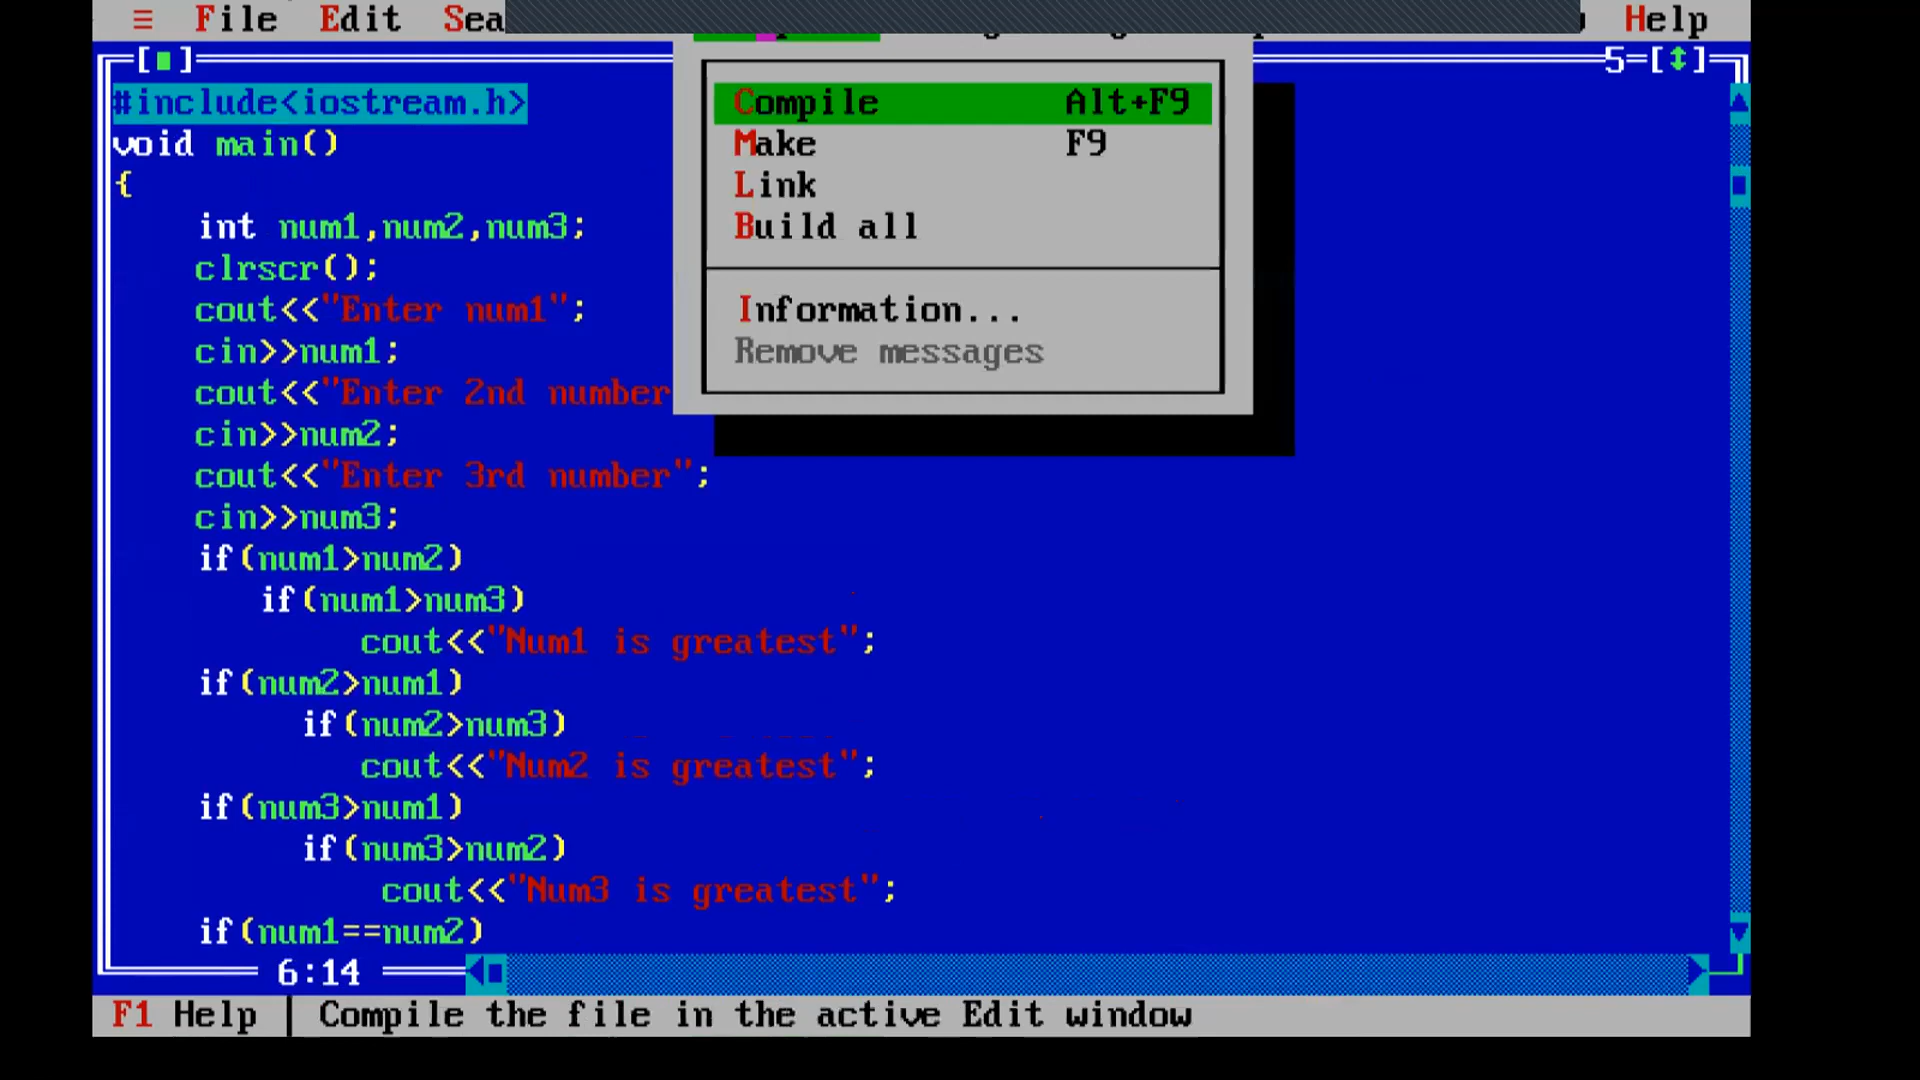 ≡ File Edit Sea Help
5=[↕]
#include<iostream.h>
void main()
{
int num1,num2,num3;
clrscr();
cout<<"Enter num1";
cin>>num1;
cout<<"Enter 2nd number
cin>>num2;
cout<<"Enter 3rd number";
cin>>num3;
if(num1>num2)
if(num1>num3)
cout<<"Num1 is greatest";
if(num2>num1)
if(num2>num3)
cout<<"Num2 is greatest";
if(num3>num1)
if(num3>num2)
cout<<"Num3 is greatest";
if(num1==num2)
6:14
Compile Alt+F9
Make F9
Link
Build all
Information...
Remove messages
F1 Help │ Compile the file in the active Edit window